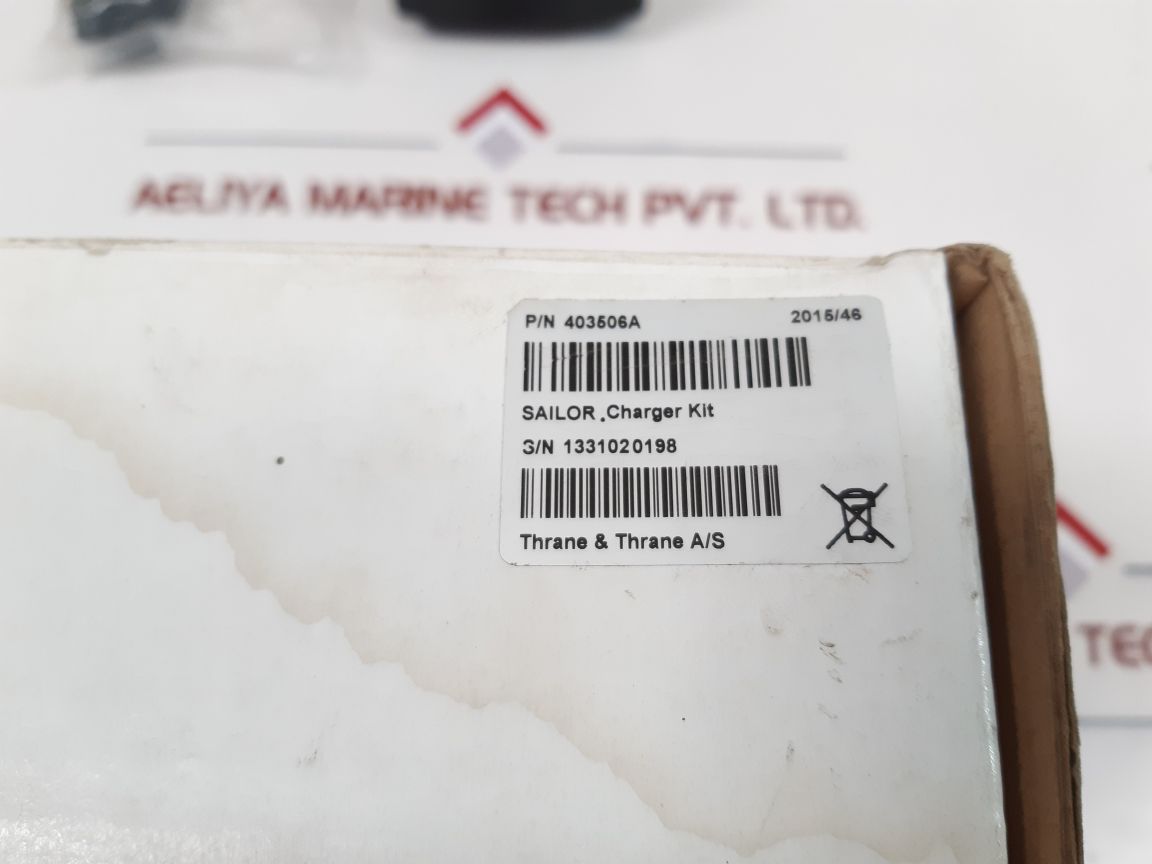 AELIYA MARINE TECH PVT. LTD.
P/N 403506A 2015/46
SAILOR Charger Kit
S/N 1331020198
Thrane & Thrane A/S
TEC